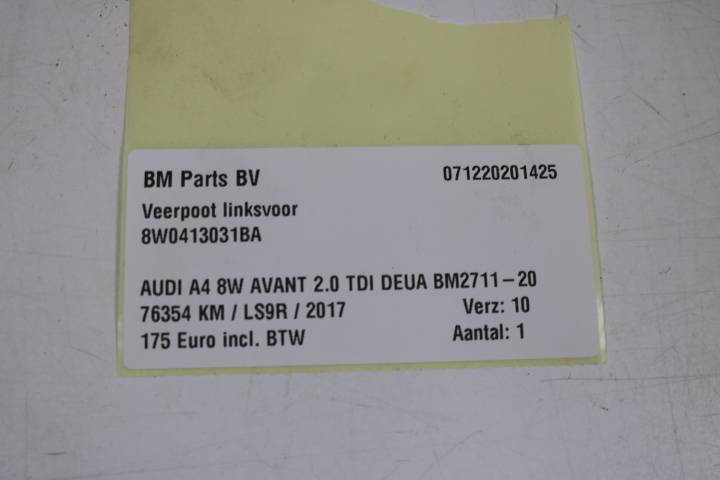 BM Parts BV 071220201425
Veerpoot linksvoor
8W0413031BA
AUDI A4 8W AVANT 2.0 TDI DEUA BM2711-20
76354 KM / LS9R / 2017 Verz: 10
175 Euro incl. BTW Aantal: 1